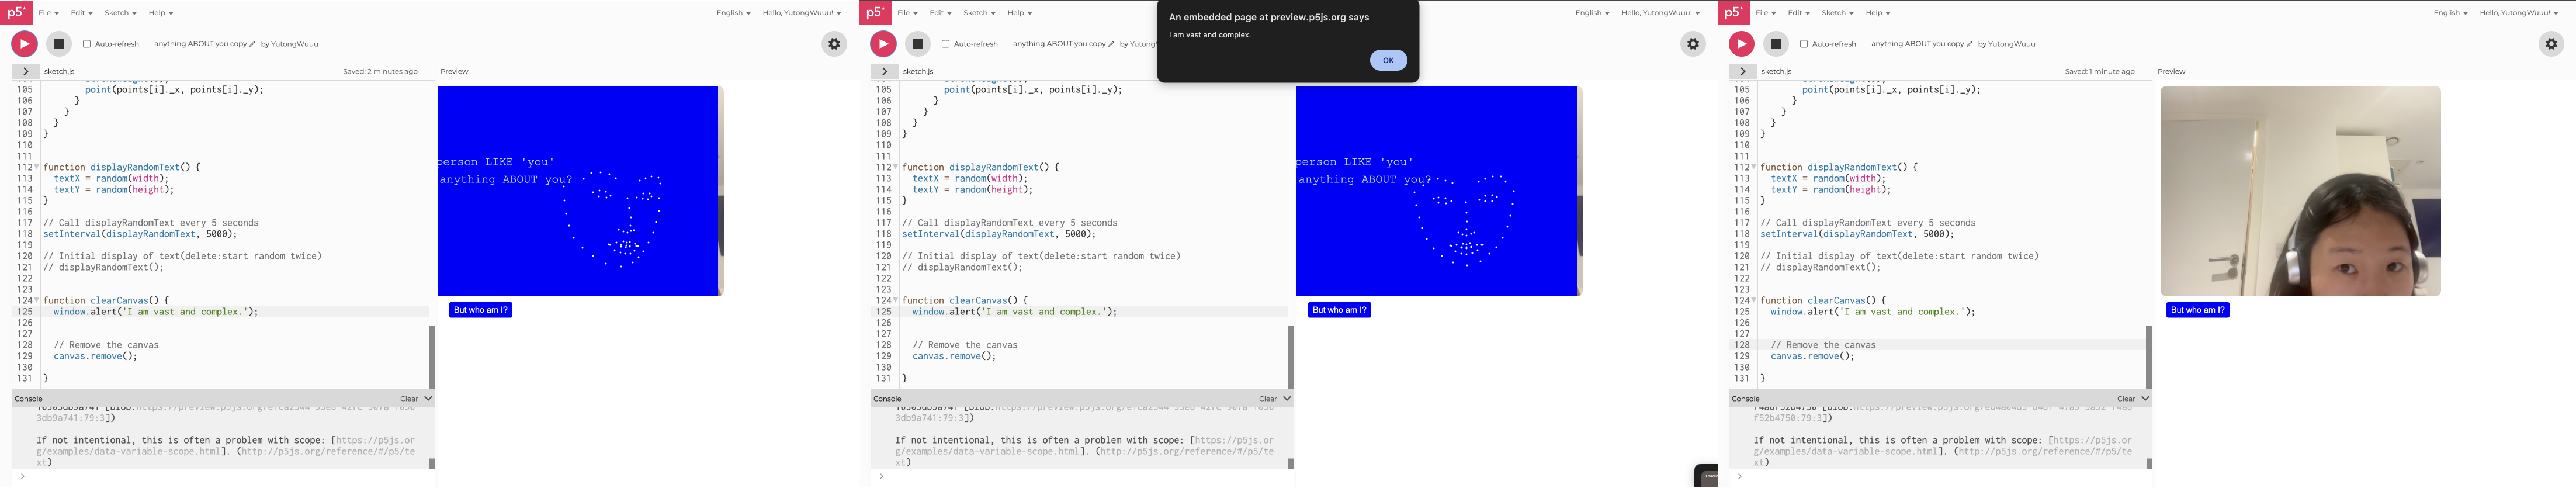 p5* File Edit Sketch Help English Hello, YutongWuuu!
Auto-refresh anything ABOUT you copy by YutongWuuu
sketch.js Saved: 2 minutes ago Preview
105 point(points[i]._x, points[i]._y);
106 }
107 }
108 }
109 }
110
111
112 function displayRandomText() {
113 textX = random(width);
114 textY = random(height);
115 }
116
117 // Call displayRandomText every 5 seconds
118 setInterval(displayRandomText, 5000);
119
120 // Initial display of text(delete:start random twice)
121 // displayRandomText();
122
123
124 function clearCanvas() {
125 window.alert('I am vast and complex.');
126
127
128 // Remove the canvas
129 canvas.remove();
130
131 }
Console Clear
3db9a741:79:3])
If not intentional, this is often a problem with scope: [https://p5js.or
g/examples/data-variable-scope.html]. (http://p5js.org/reference/#/p5/te
xt)
person LIKE 'you'
anything ABOUT you?
But who am I?
p5* File Edit Sketch Help English Hello, YutongWuuu!
Auto-refresh anything ABOUT you copy by Yutong
An embedded page at preview.p5js.org says
I am vast and complex.
OK
sketch.js
105 point(points[i]._x, points[i]._y);
106 }
107 }
108 }
109 }
110
111
112 function displayRandomText() {
113 textX = random(width);
114 textY = random(height);
115 }
116
117 // Call displayRandomText every 5 seconds
118 setInterval(displayRandomText, 5000);
119
120 // Initial display of text(delete:start random twice)
121 // displayRandomText();
122
123
124 function clearCanvas() {
125 window.alert('I am vast and complex.');
126
127
128 // Remove the canvas
129 canvas.remove();
130
131 }
Console Clear
3db9a741:79:3])
If not intentional, this is often a problem with scope: [https://p5js.or
g/examples/data-variable-scope.html]. (http://p5js.org/reference/#/p5/te
xt)
person LIKE 'you'
anything ABOUT you?
But who am I?
p5* File Edit Sketch Help English Hello, YutongWuuu!
Auto-refresh anything ABOUT you copy by YutongWuuu
sketch.js Saved: 1 minute ago Preview
105 point(points[i]._x, points[i]._y);
106 }
107 }
108 }
109 }
110
111
112 function displayRandomText() {
113 textX = random(width);
114 textY = random(height);
115 }
116
117 // Call displayRandomText every 5 seconds
118 setInterval(displayRandomText, 5000);
119
120 // Initial display of text(delete:start random twice)
121 // displayRandomText();
122
123
124 function clearCanvas() {
125 window.alert('I am vast and complex.');
126
127
128 // Remove the canvas
129 canvas.remove();
130
131 }
Console Clear
f52b4750:79:3])
If not intentional, this is often a problem with scope: [https://p5js.or
g/examples/data-variable-scope.html]. (http://p5js.org/reference/#/p5/te
xt)
But who am I?